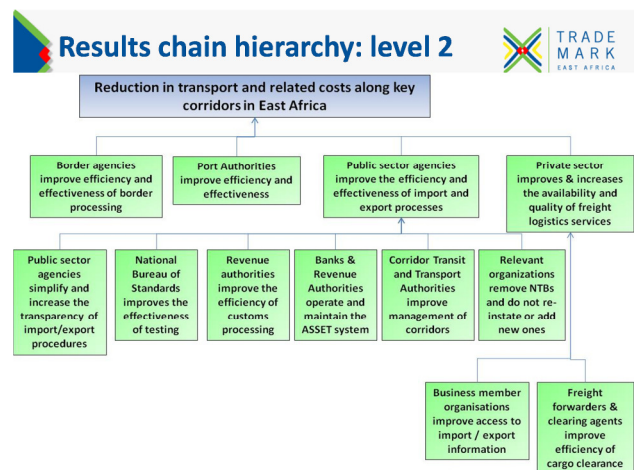 Results chain hierarchy: level 2
TRADE
MARK
EAST AFRICA
Reduction in transport and related costs along key
corridors in East Africa
Border agencies
improve efficiency and
effectiveness of border
processing
Port Authorities
improve efficiency and
effectiveness
Public sector agencies
improve the efficiency and
effectiveness of import and
export processes
Private sector
improves & increases
the availability and
quality of freight
logistics services
Public sector
agencies
simplify and
increase the
transparency of
import/export
procedures
National
Bureau of
Standards
improves the
effectiveness
of testing
Revenue
authorities
improve the
efficiency of
customs
processing
Banks &
Revenue
Authorities
operate and
maintain the
ASSET system
Corridor Transit
and Transport
Authorities
improve
management of
corridors
Relevant
organizations
remove NTBs
and do not re-
instate or add
new ones
Business member
organisations
improve access to
import / export
information
Freight
forwarders &
clearing agents
improve
efficiency of
cargo clearance